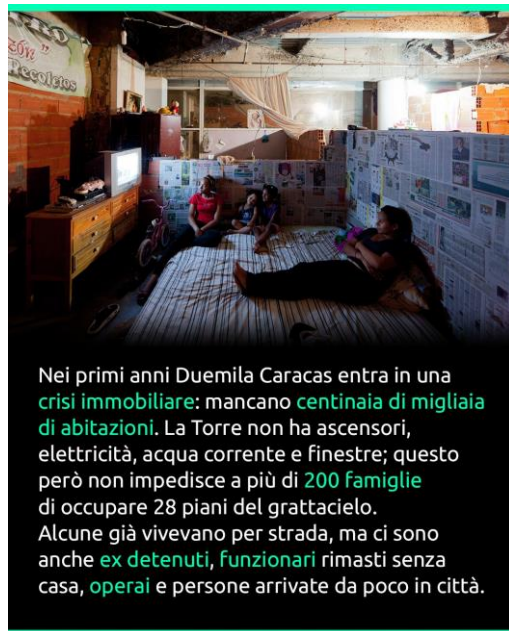 zón"
Recoletos
Nei primi anni Duemila Caracas entra in una
crisi immobiliare: mancano centinaia di migliaia
di abitazioni. La Torre non ha ascensori,
elettricità, acqua corrente e finestre; questo
però non impedisce a più di 200 famiglie
di occupare 28 piani del grattacielo.
Alcune già vivevano per strada, ma ci sono
anche ex detenuti, funzionari rimasti senza
casa, operai e persone arrivate da poco in città.